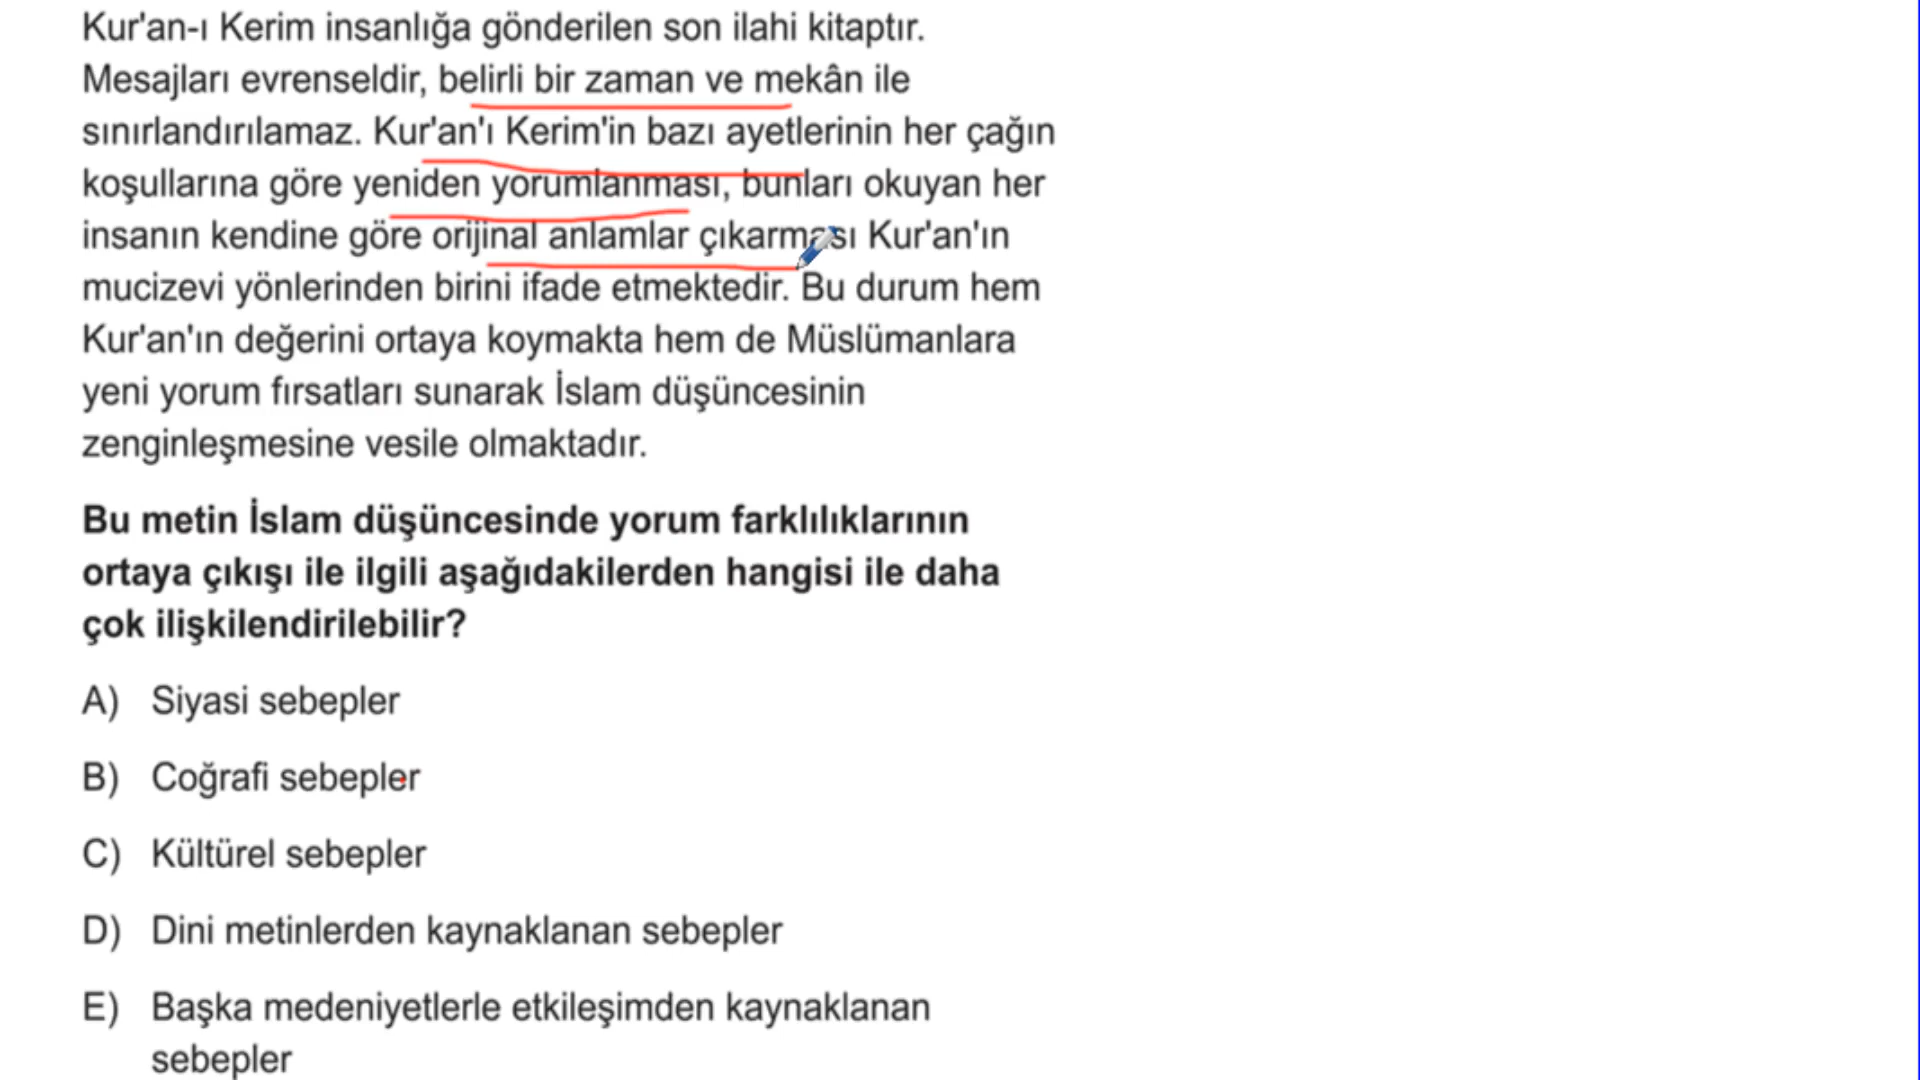 Kur'an-ı Kerim insanlığa gönderilen son ilahi kitaptır.
Mesajları evrenseldir, belirli bir zaman ve mekân ile
sınırlandırılamaz. Kur'an'ı Kerim'in bazı ayetlerinin her çağın
koşullarına göre yeniden yorumlanması, bunları okuyan her
insanın kendine göre orijinal anlamlar çıkarması Kur'an'ın
mucizevi yönlerinden birini ifade etmektedir. Bu durum hem
Kur'an'ın değerini ortaya koymakta hem de Müslümanlara
yeni yorum fırsatları sunarak İslam düşüncesinin
zenginleşmesine vesile olmaktadır.
Bu metin İslam düşüncesinde yorum farklılıklarının
ortaya çıkışı ile ilgili aşağıdakilerden hangisi ile daha
çok ilişkilendirilebilir?
A) Siyasi sebepler
B) Coğrafi sebepler
C) Kültürel sebepler
D) Dini metinlerden kaynaklanan sebepler
E) Başka medeniyetlerle etkileşimden kaynaklanan
sebepler